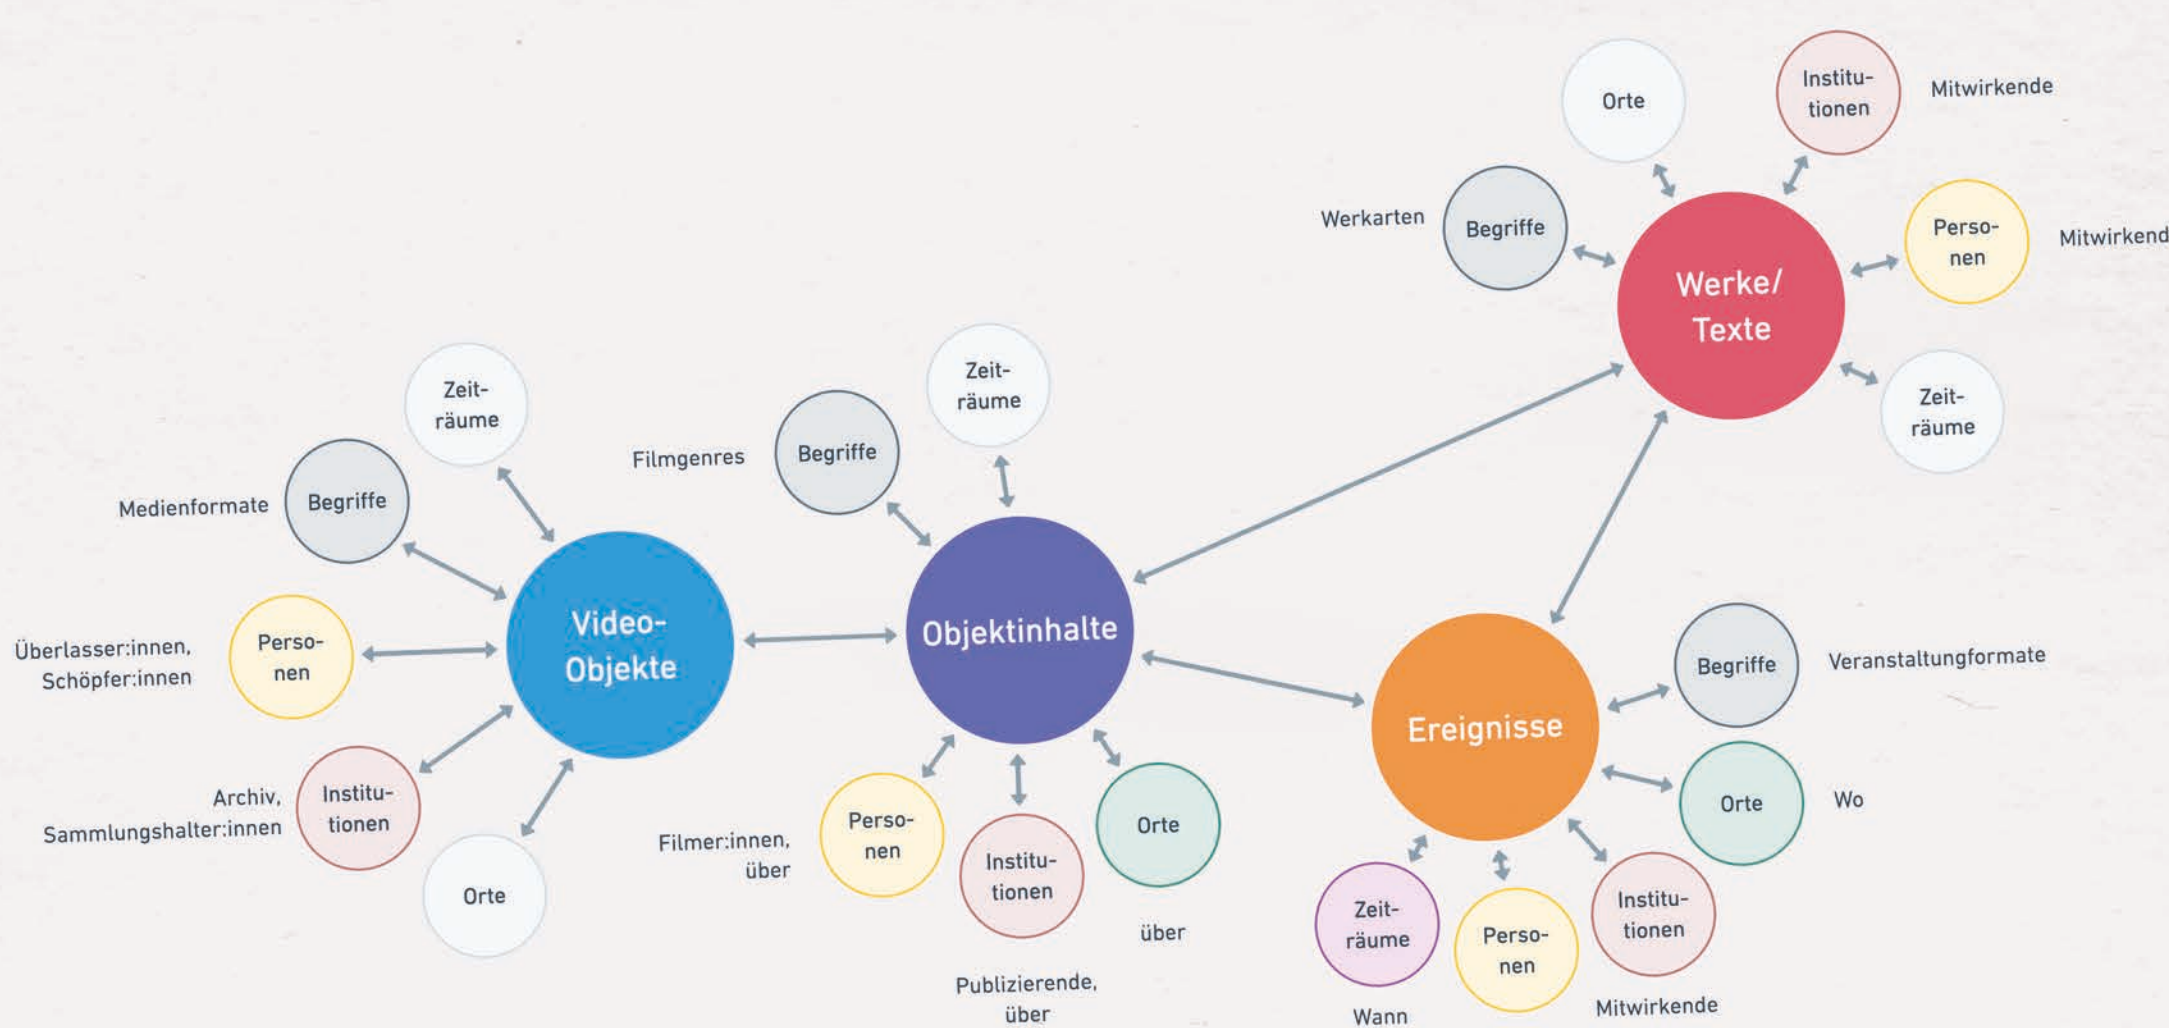 Orte
Institu-
tionen
Mitwirkende
Werkarten
Begriffe
Perso-
nen
Mitwirkend
Werke/
Texte
Zeit-
räume
Zeit-
räume
Medienformate
Begriffe
Filmgenres
Begriffe
Zeit-
räume
Überlasser:innen,
Schöpfer:innen
Perso-
nen
Video-
Objekte
Objektinhalte
Archiv,
Sammlungshalter:innen
Institu-
tionen
Orte
Filmer:innen,
über
Perso-
nen
Institu-
tionen
Publizierende,
über
Orte
über
Ereignisse
Begriffe
Veranstaltungformate
Orte
Wo
Zeit-
räume
Wann
Perso-
nen
Institu-
tionen
Mitwirkende